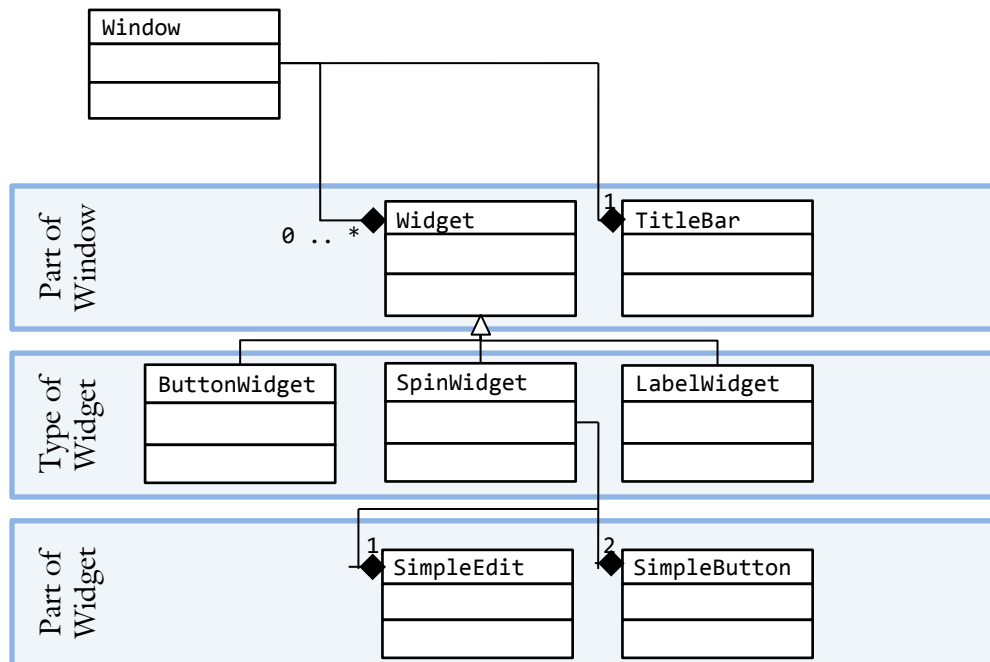 Window
Part of
Window
0 .. *
Widget
1
TitleBar
Type of
Widget
ButtonWidget
SpinWidget
LabelWidget
Part of
Widget
1
SimpleEdit
2
SimpleButton